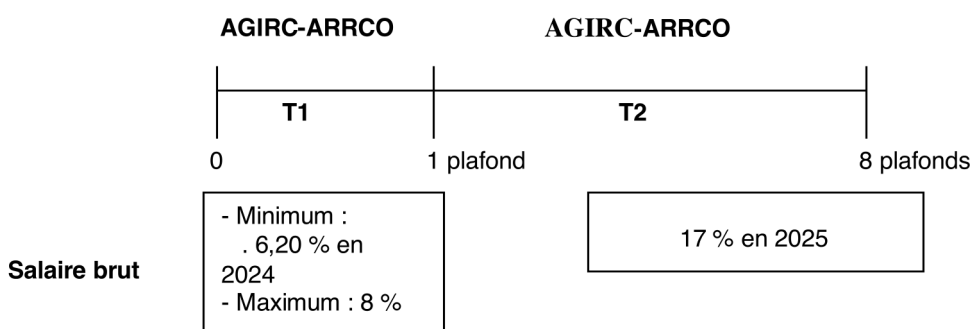 AGIRC-ARRCO AGIRC-ARRCO
T1 T2
0 1 plafond 8 plafonds
- Minimum :
. 6,20 % en
2024
- Maximum : 8 %
17 % en 2025
Salaire brut